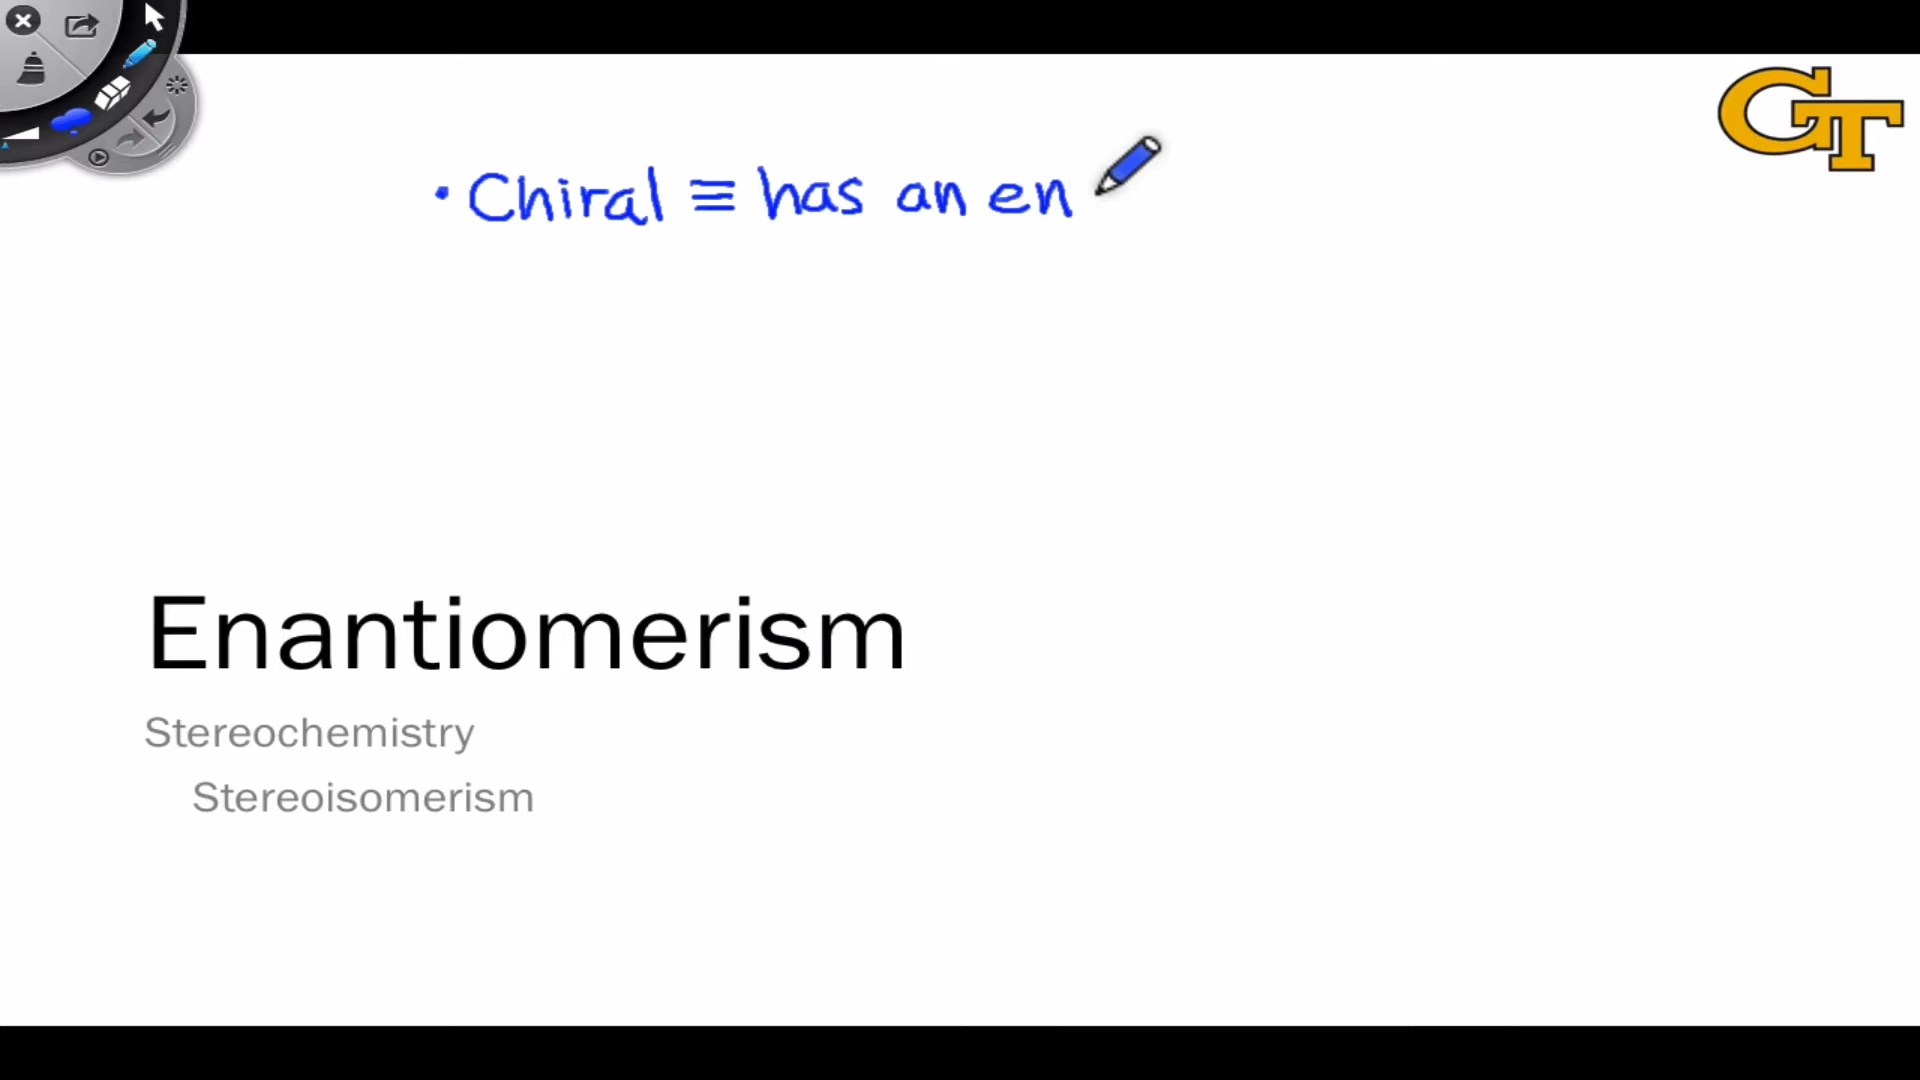 GT
• Chiral ≡ has an en
Enantiomerism
Stereochemistry
Stereoisomerism